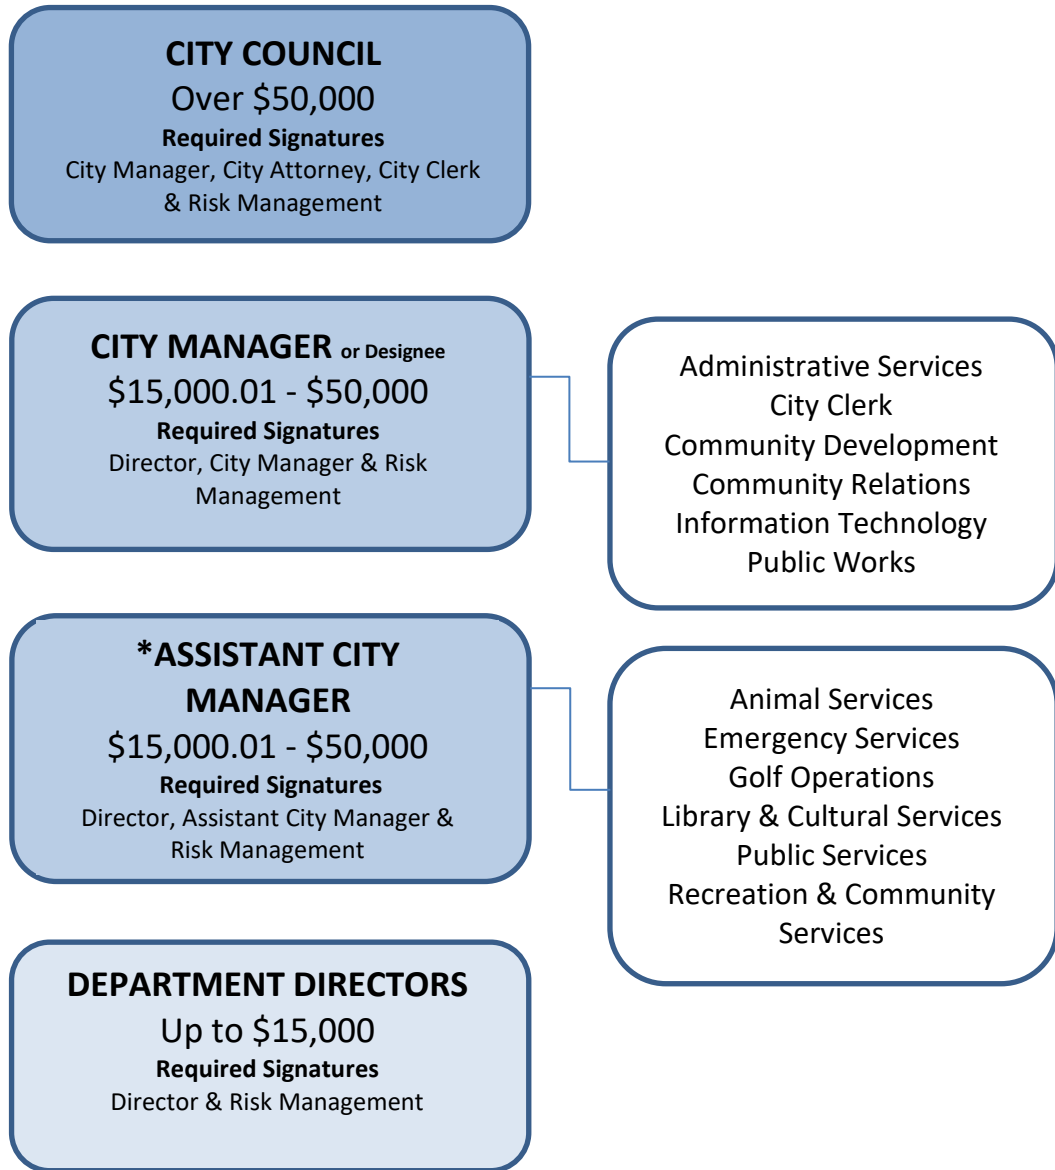 CITY COUNCIL
Over $50,000
Required Signatures
City Manager, City Attorney, City Clerk
& Risk Management
CITY MANAGER or Designee
$15,000.01 - $50,000
Required Signatures
Director, City Manager & Risk
Management
Administrative Services
City Clerk
Community Development
Community Relations
Information Technology
Public Works
*ASSISTANT CITY
MANAGER
$15,000.01 - $50,000
Required Signatures
Director, Assistant City Manager &
Risk Management
Animal Services
Emergency Services
Golf Operations
Library & Cultural Services
Public Services
Recreation & Community
Services
DEPARTMENT DIRECTORS
Up to $15,000
Required Signatures
Director & Risk Management